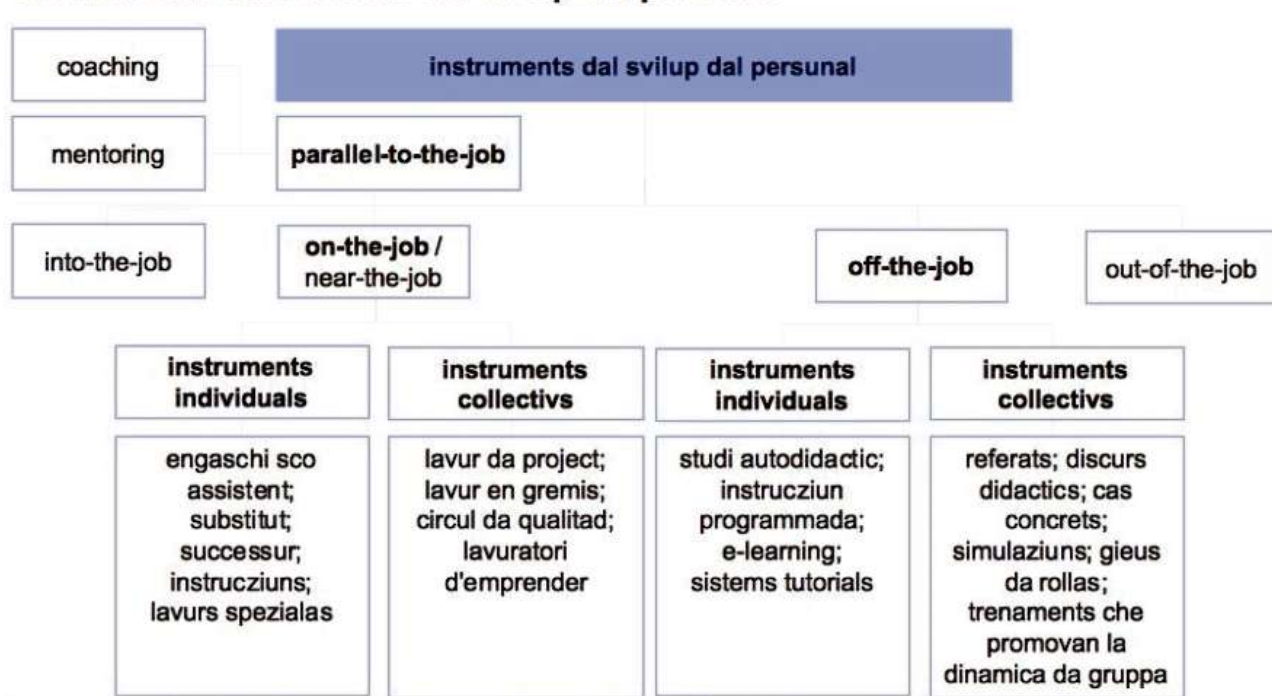 coaching
instruments dal svilup dal persunal
mentoring
parallel-to-the-job
into-the-job
on-the-job /
near-the-job
off-the-job
out-of-the-job
instruments
individuals
instruments
collectivs
instruments
individuals
instruments
collectivs
engaschi sco
assistent;
substitut;
successur;
instrucziuns;
lavurs spezialas
lavur da project;
lavur en gremis;
circul da qualitad;
lavuratori
d'emprender
studi autodidactic;
instrucziun
programmada;
e-learning;
sistems tutorials
referats; discurs
didactics; cas
concrets;
simulaziuns; gieus
da rollas;
trenaments che
promovan la
dinamica da gruppa